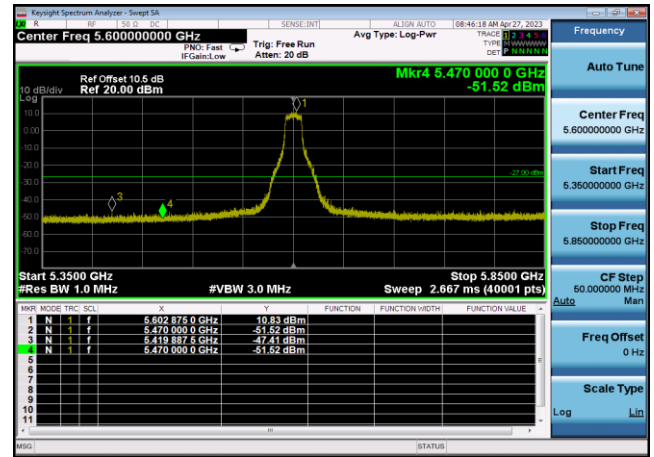 Keysight Spectrum Analyzer - Swept SA
R RF 50 Ω DC SENSE:INT ALIGN AUTO 08:46:18 AM Apr 27, 2023
Center Freq 5.600000000 GHz
PNO: Fast
IFGain:Low
Trig: Free Run
Atten: 20 dB
Avg Type: Log-Pwr
TRACE 1 2 3 4 5 6
TYPE M WWWWW
DET P N N N N N
Ref Offset 10.5 dB
10 dB/div Ref 20.00 dBm
Log
Mkr4 5.470 000 0 GHz
-51.52 dBm
10.0
0.00
-10.0
-20.0
-30.0
-40.0
-50.0
-60.0
-70.0
1
-27.00 dBm
3
4
Start 5.3500 GHz Stop 5.8500 GHz
#Res BW 1.0 MHz #VBW 3.0 MHz Sweep 2.667 ms (40001 pts)
MKR MODE TRC SCL X Y FUNCTION FUNCTION WIDTH FUNCTION VALUE
1 N 1 f 5.602 875 0 GHz 10.83 dBm
2 N 1 f 5.470 000 0 GHz -51.52 dBm
3 N 1 f 5.419 887 5 GHz -47.41 dBm
4 N 1 f 5.470 000 0 GHz -51.52 dBm
5
6
7
8
9
10
11
MSG STATUS
Frequency
Auto Tune
Center Freq
5.600000000 GHz
Start Freq
5.350000000 GHz
Stop Freq
5.850000000 GHz
CF Step
50.000000 MHz
Auto Man
Freq Offset
0 Hz
Scale Type
Log Lin